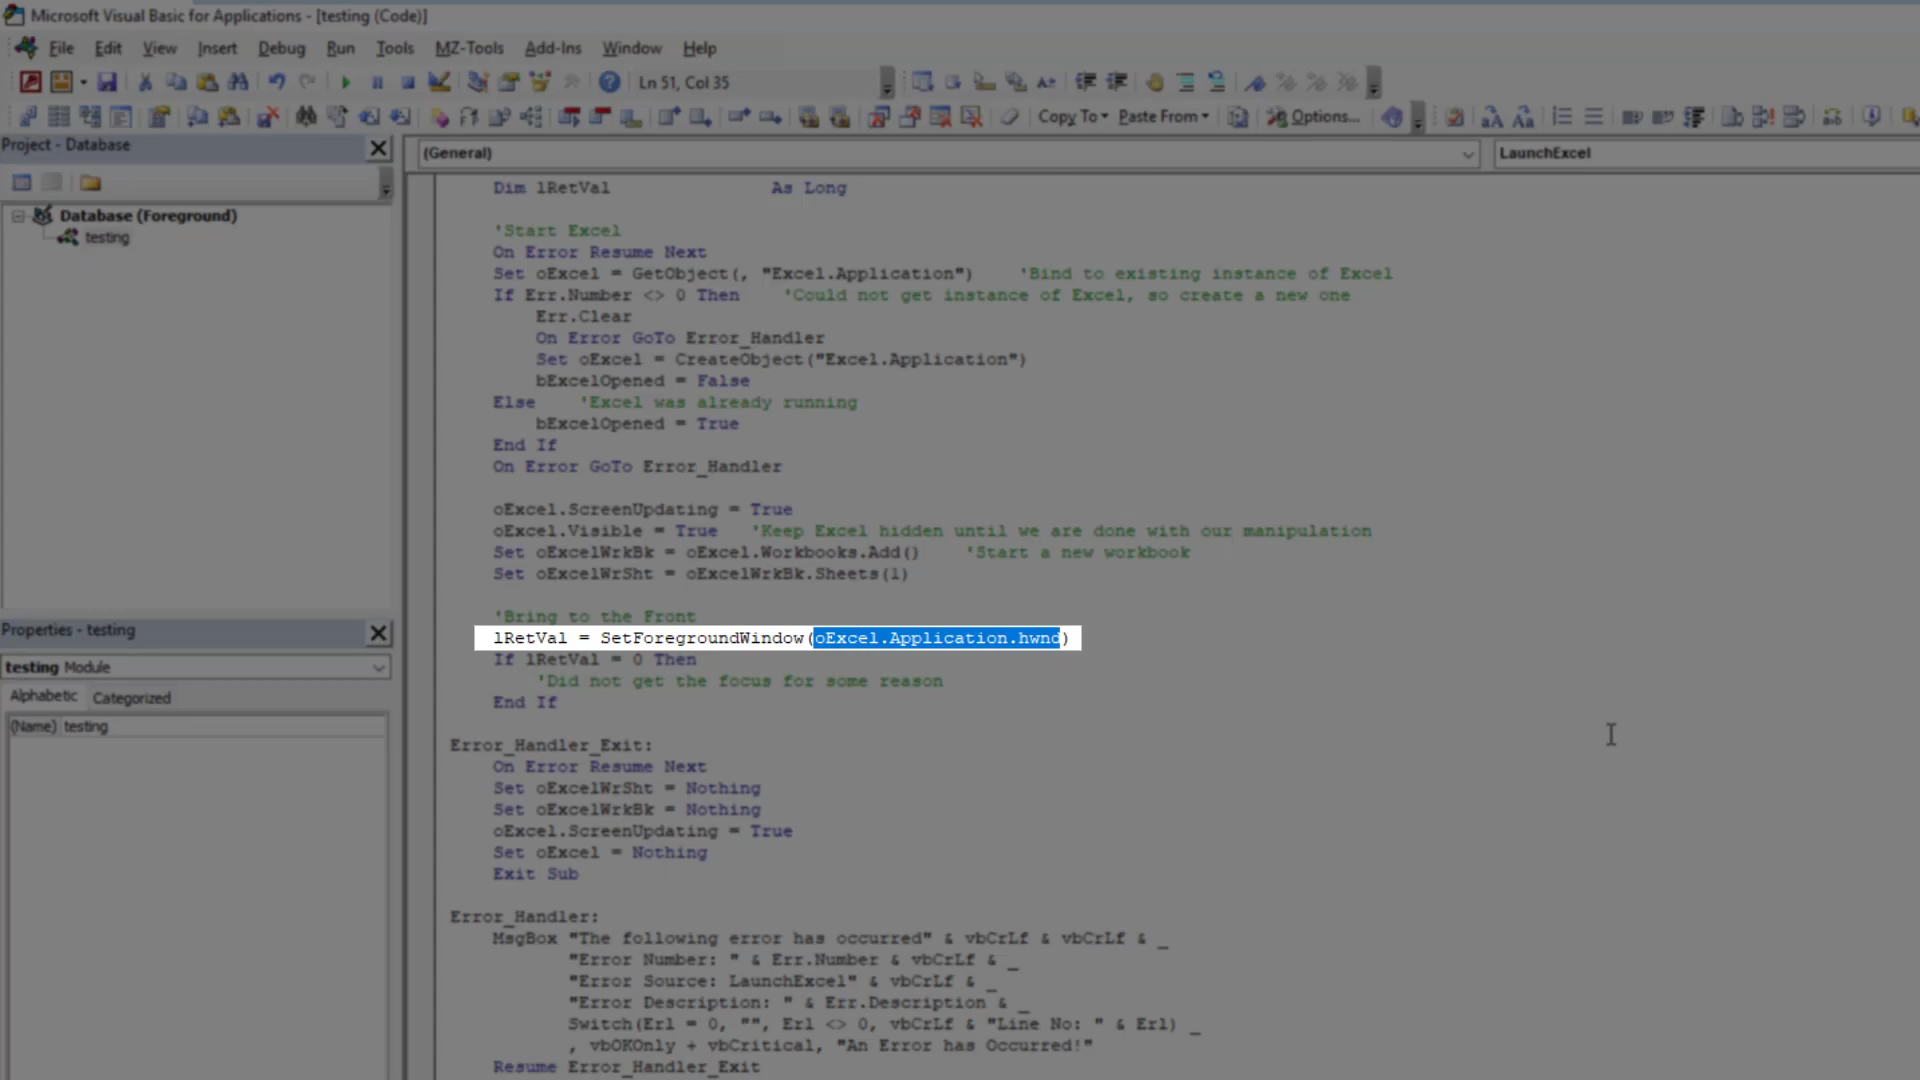 Microsoft Visual Basic for Applications - [testing (Code)]
File Edit View Insert Debug Run Tools MZ-Tools Add-Ins Window Help
Ln 51, Col 35
Copy To Paste From Options...
Project - Database
Database (Foreground)
testing
Properties - testing
testing Module
Alphabetic Categorized
(Name) testing
(General) LaunchExcel
Dim lRetVal As Long
'Start Excel
On Error Resume Next
Set oExcel = GetObject(, "Excel.Application") 'Bind to existing instance of Excel
If Err.Number <> 0 Then 'Could not get instance of Excel, so create a new one
Err.Clear
On Error GoTo Error_Handler
Set oExcel = CreateObject("Excel.Application")
bExcelOpened = False
Else 'Excel was already running
bExcelOpened = True
End If
On Error GoTo Error_Handler
oExcel.ScreenUpdating = True
oExcel.Visible = True 'Keep Excel hidden until we are done with our manipulation
Set oExcelWrkBk = oExcel.Workbooks.Add() 'Start a new workbook
Set oExcelWrSht = oExcelWrkBk.Sheets(1)
'Bring to the Front
lRetVal = SetForegroundWindow(oExcel.Application.hwnd)
If lRetVal = 0 Then
'Did not get the focus for some reason
End If
Error_Handler_Exit:
On Error Resume Next
Set oExcelWrSht = Nothing
Set oExcelWrkBk = Nothing
oExcel.ScreenUpdating = True
Set oExcel = Nothing
Exit Sub
Error_Handler:
MsgBox "The following error has occurred" & vbCrLf & vbCrLf & _
"Error Number: " & Err.Number & vbCrLf & _
"Error Source: LaunchExcel" & vbCrLf & _
"Error Description: " & Err.Description & _
Switch(Erl = 0, "", Erl <> 0, vbCrLf & "Line No: " & Erl) _
, vbOKOnly + vbCritical, "An Error has Occurred!"
Resume Error_Handler_Exit